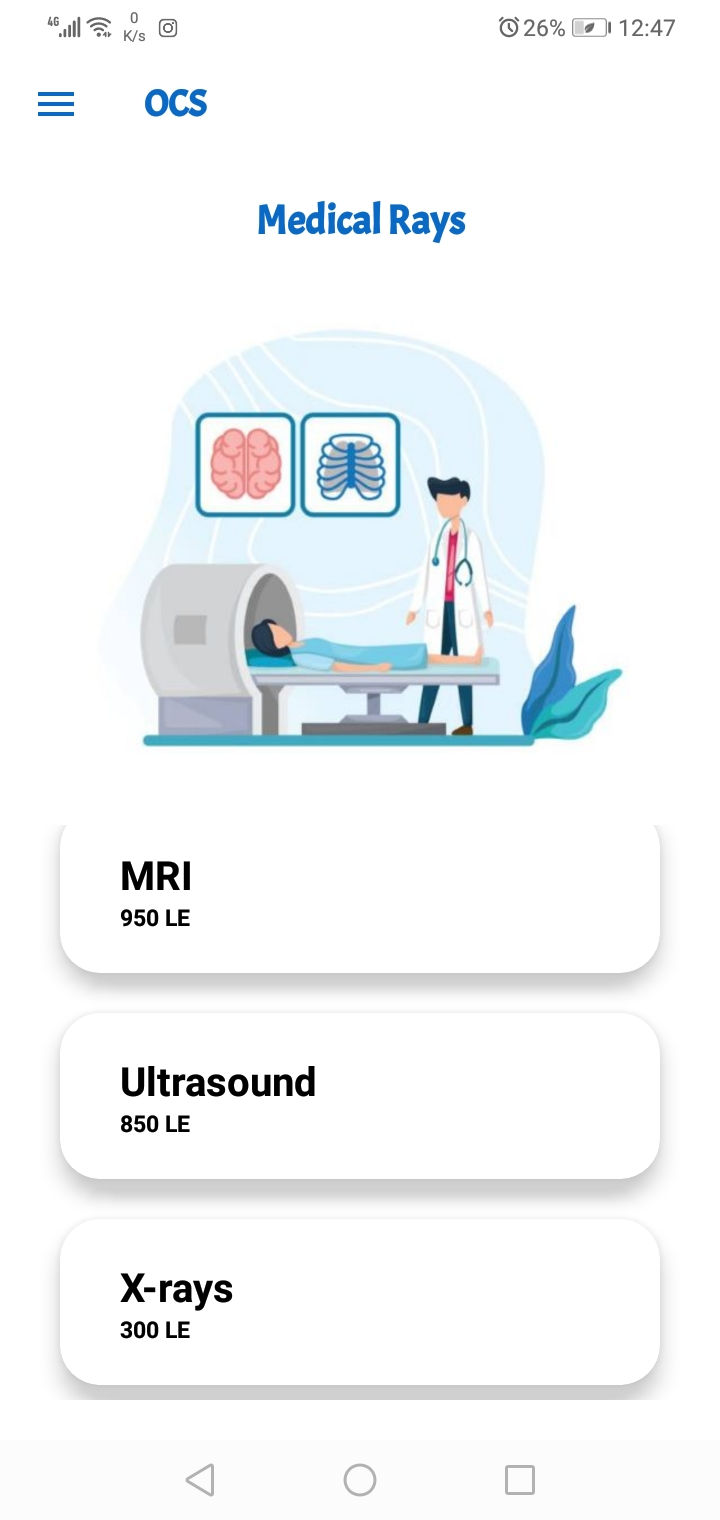 4G 0 K/s 26% 12:47
OCS
Medical Rays
MRI
950 LE
Ultrasound
850 LE
X-rays
300 LE